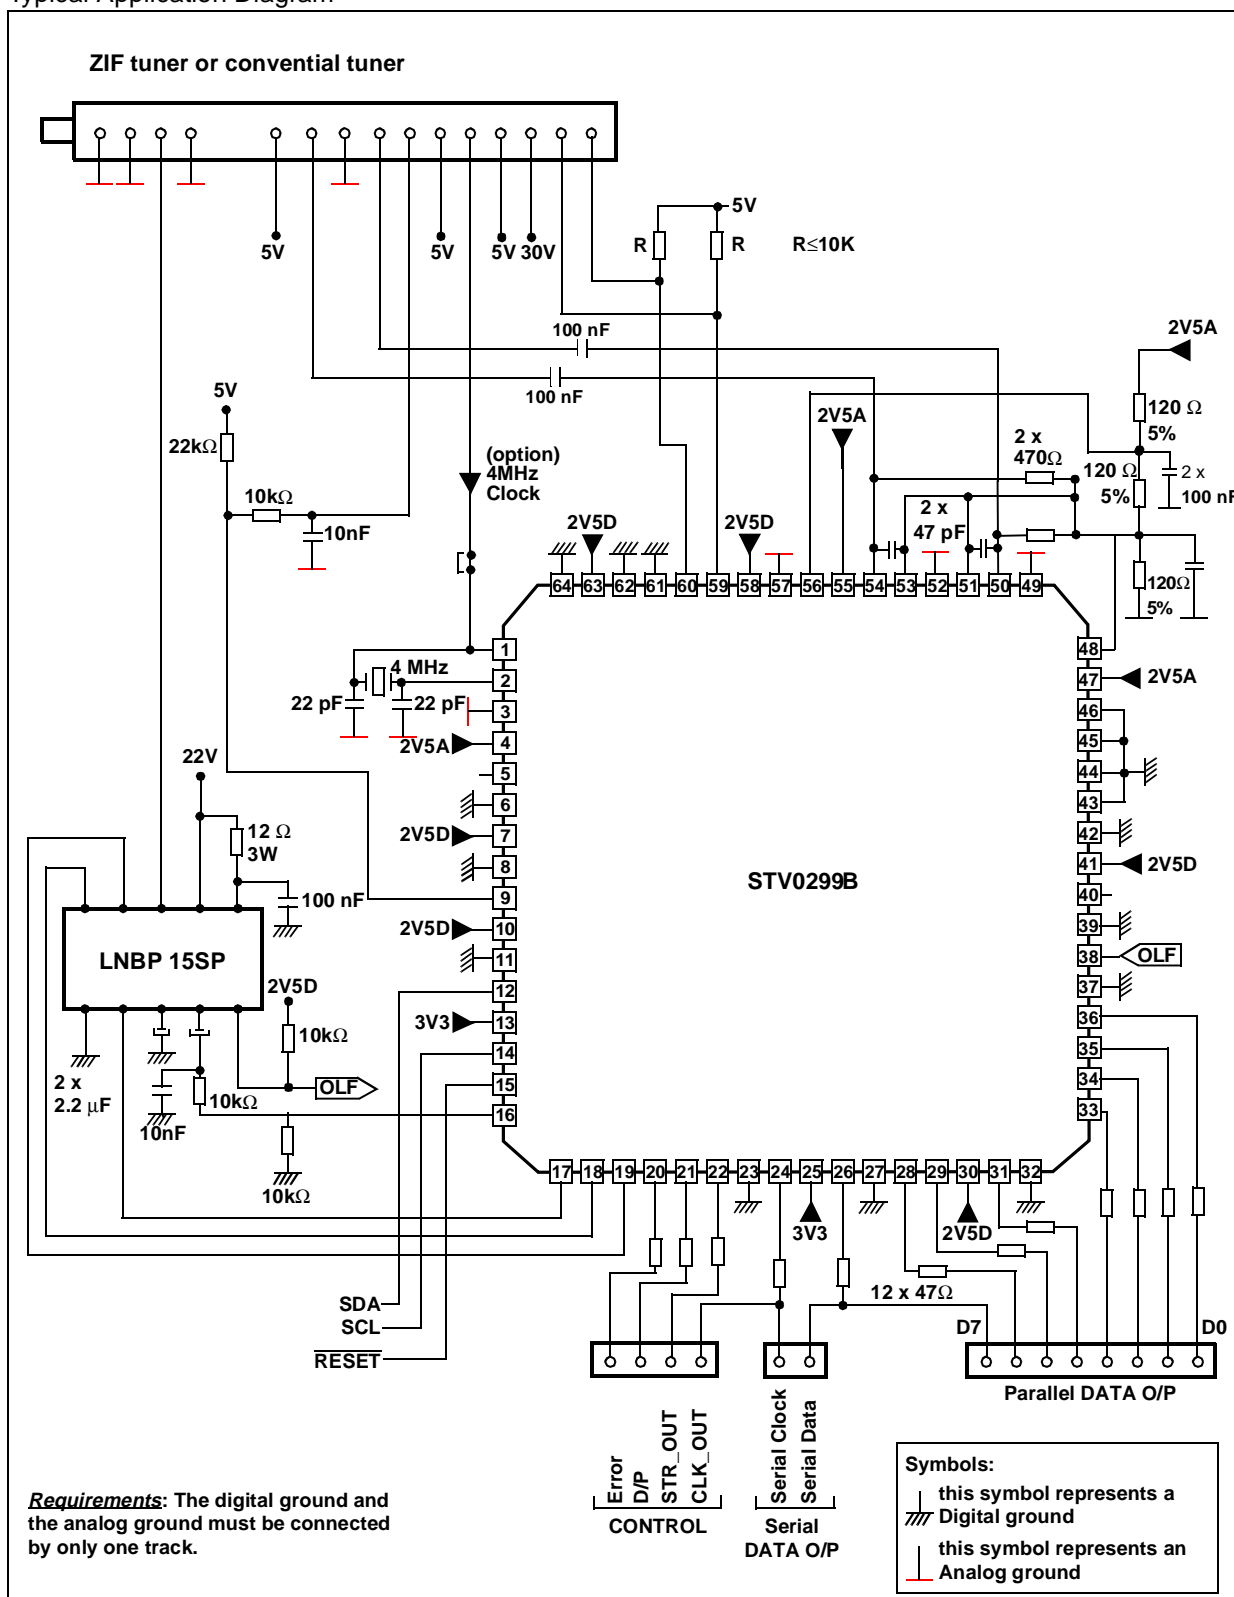 Typical Application Diagram
ZIF tuner or convential tuner
5V
5V
5V 30V
5V
R
R
R≤10K
100 nF
100 nF
2V5A
120 Ω
5%
2 x
100 nF
120 Ω
5%
120Ω
5%
5V
22kΩ
10kΩ
10nF
(option)
4MHz
Clock
2V5A
2 x
470Ω
2 x
47 pF
2V5D
2V5D
64 63 62 61 60 59 58 57 56 55 54 53 52 51 50 49
1
2
3
4
5
6
7
8
9
10
11
12
13
14
15
16
48
47
46
45
44
43
42
41
40
39
38
37
36
35
34
33
4 MHz
22 pF
22 pF
2V5A
2V5A
22V
12 Ω
3W
2V5D
100 nF
STV0299B
2V5D
2V5D
LNBP 15SP
OLF
2V5D
3V3
10kΩ
OLF
2 x
2.2 μF
10kΩ
10nF
10kΩ
17 18 19 20 21 22 23 24 25 26 27 28 29 30 31 32
3V3
2V5D
12 x 47Ω
SDA
SCL
RESET
D7
D0
Parallel DATA O/P
Error
D/P
STR_OUT
CLK_OUT
CONTROL
Serial Clock
Serial Data
Serial
DATA O/P
Requirements: The digital ground and
the analog ground must be connected
by only one track.
Symbols:
this symbol represents a
Digital ground
this symbol represents an
Analog ground